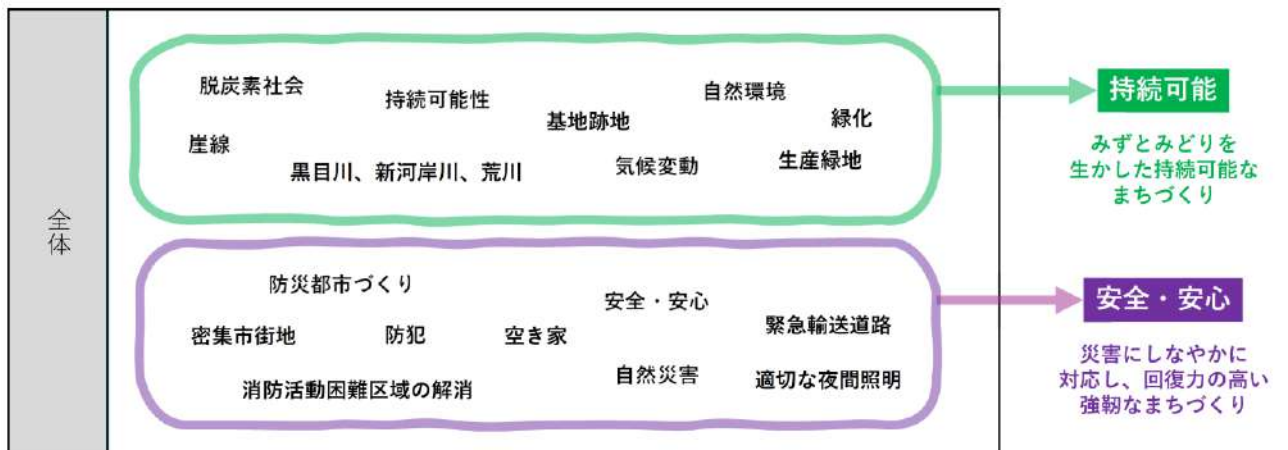 全体
脱炭素社会
持続可能性
基地跡地
自然環境
緑化
崖線
黒目川、新河岸川、荒川
気候変動
生産緑地
持続可能
みずとみどりを
生かした持続可能な
まちづくり
防災都市づくり
安全・安心
緊急輸送道路
密集市街地
防犯
空き家
消防活動困難区域の解消
自然災害
適切な夜間照明
安全・安心
災害にしなやかに
対応し、回復力の高い
強靭なまちづくり